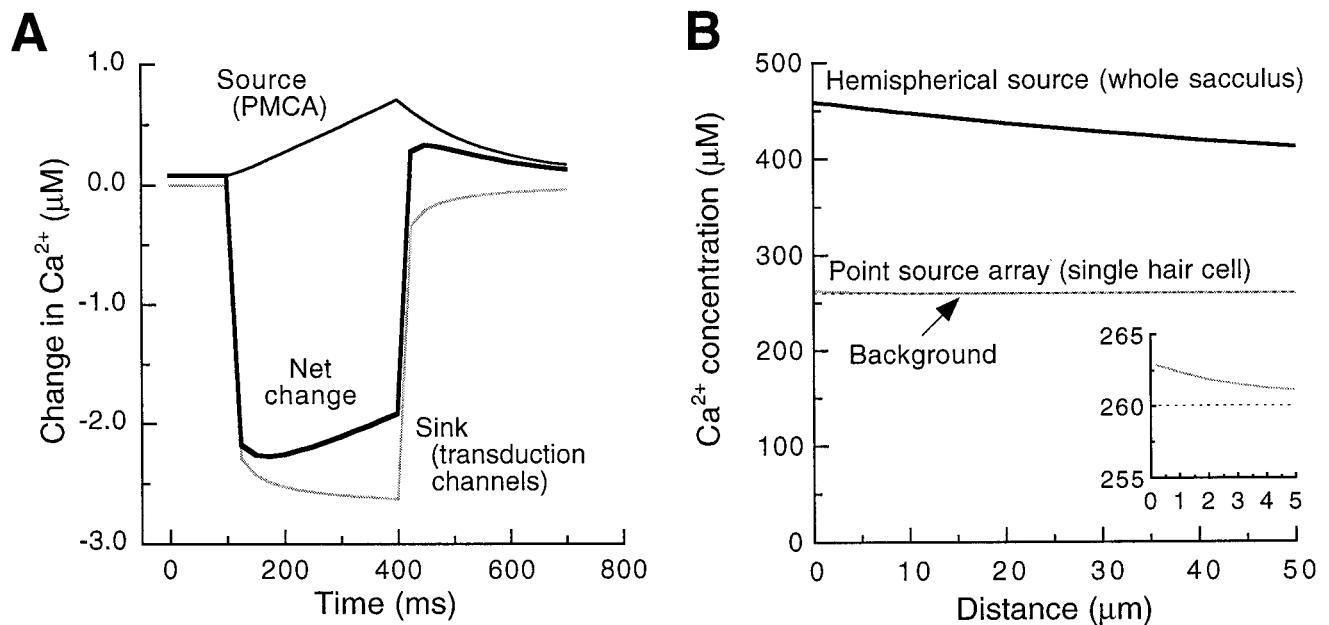 A
1.0
0.0
-1.0
-2.0
-3.0
Change in Ca²⁺ (μM)
Source
(PMCA)
Net
change
Sink
(transduction
channels)
0
200
400
600
800
Time (ms)
B
500
400
300
200
100
0
Ca²⁺ concentration (μM)
Hemispherical source (whole sacculus)
Point source array (single hair cell)
Background
265
260
255
0 1 2 3 4 5
0 10 20 30 40 50
Distance (μm)